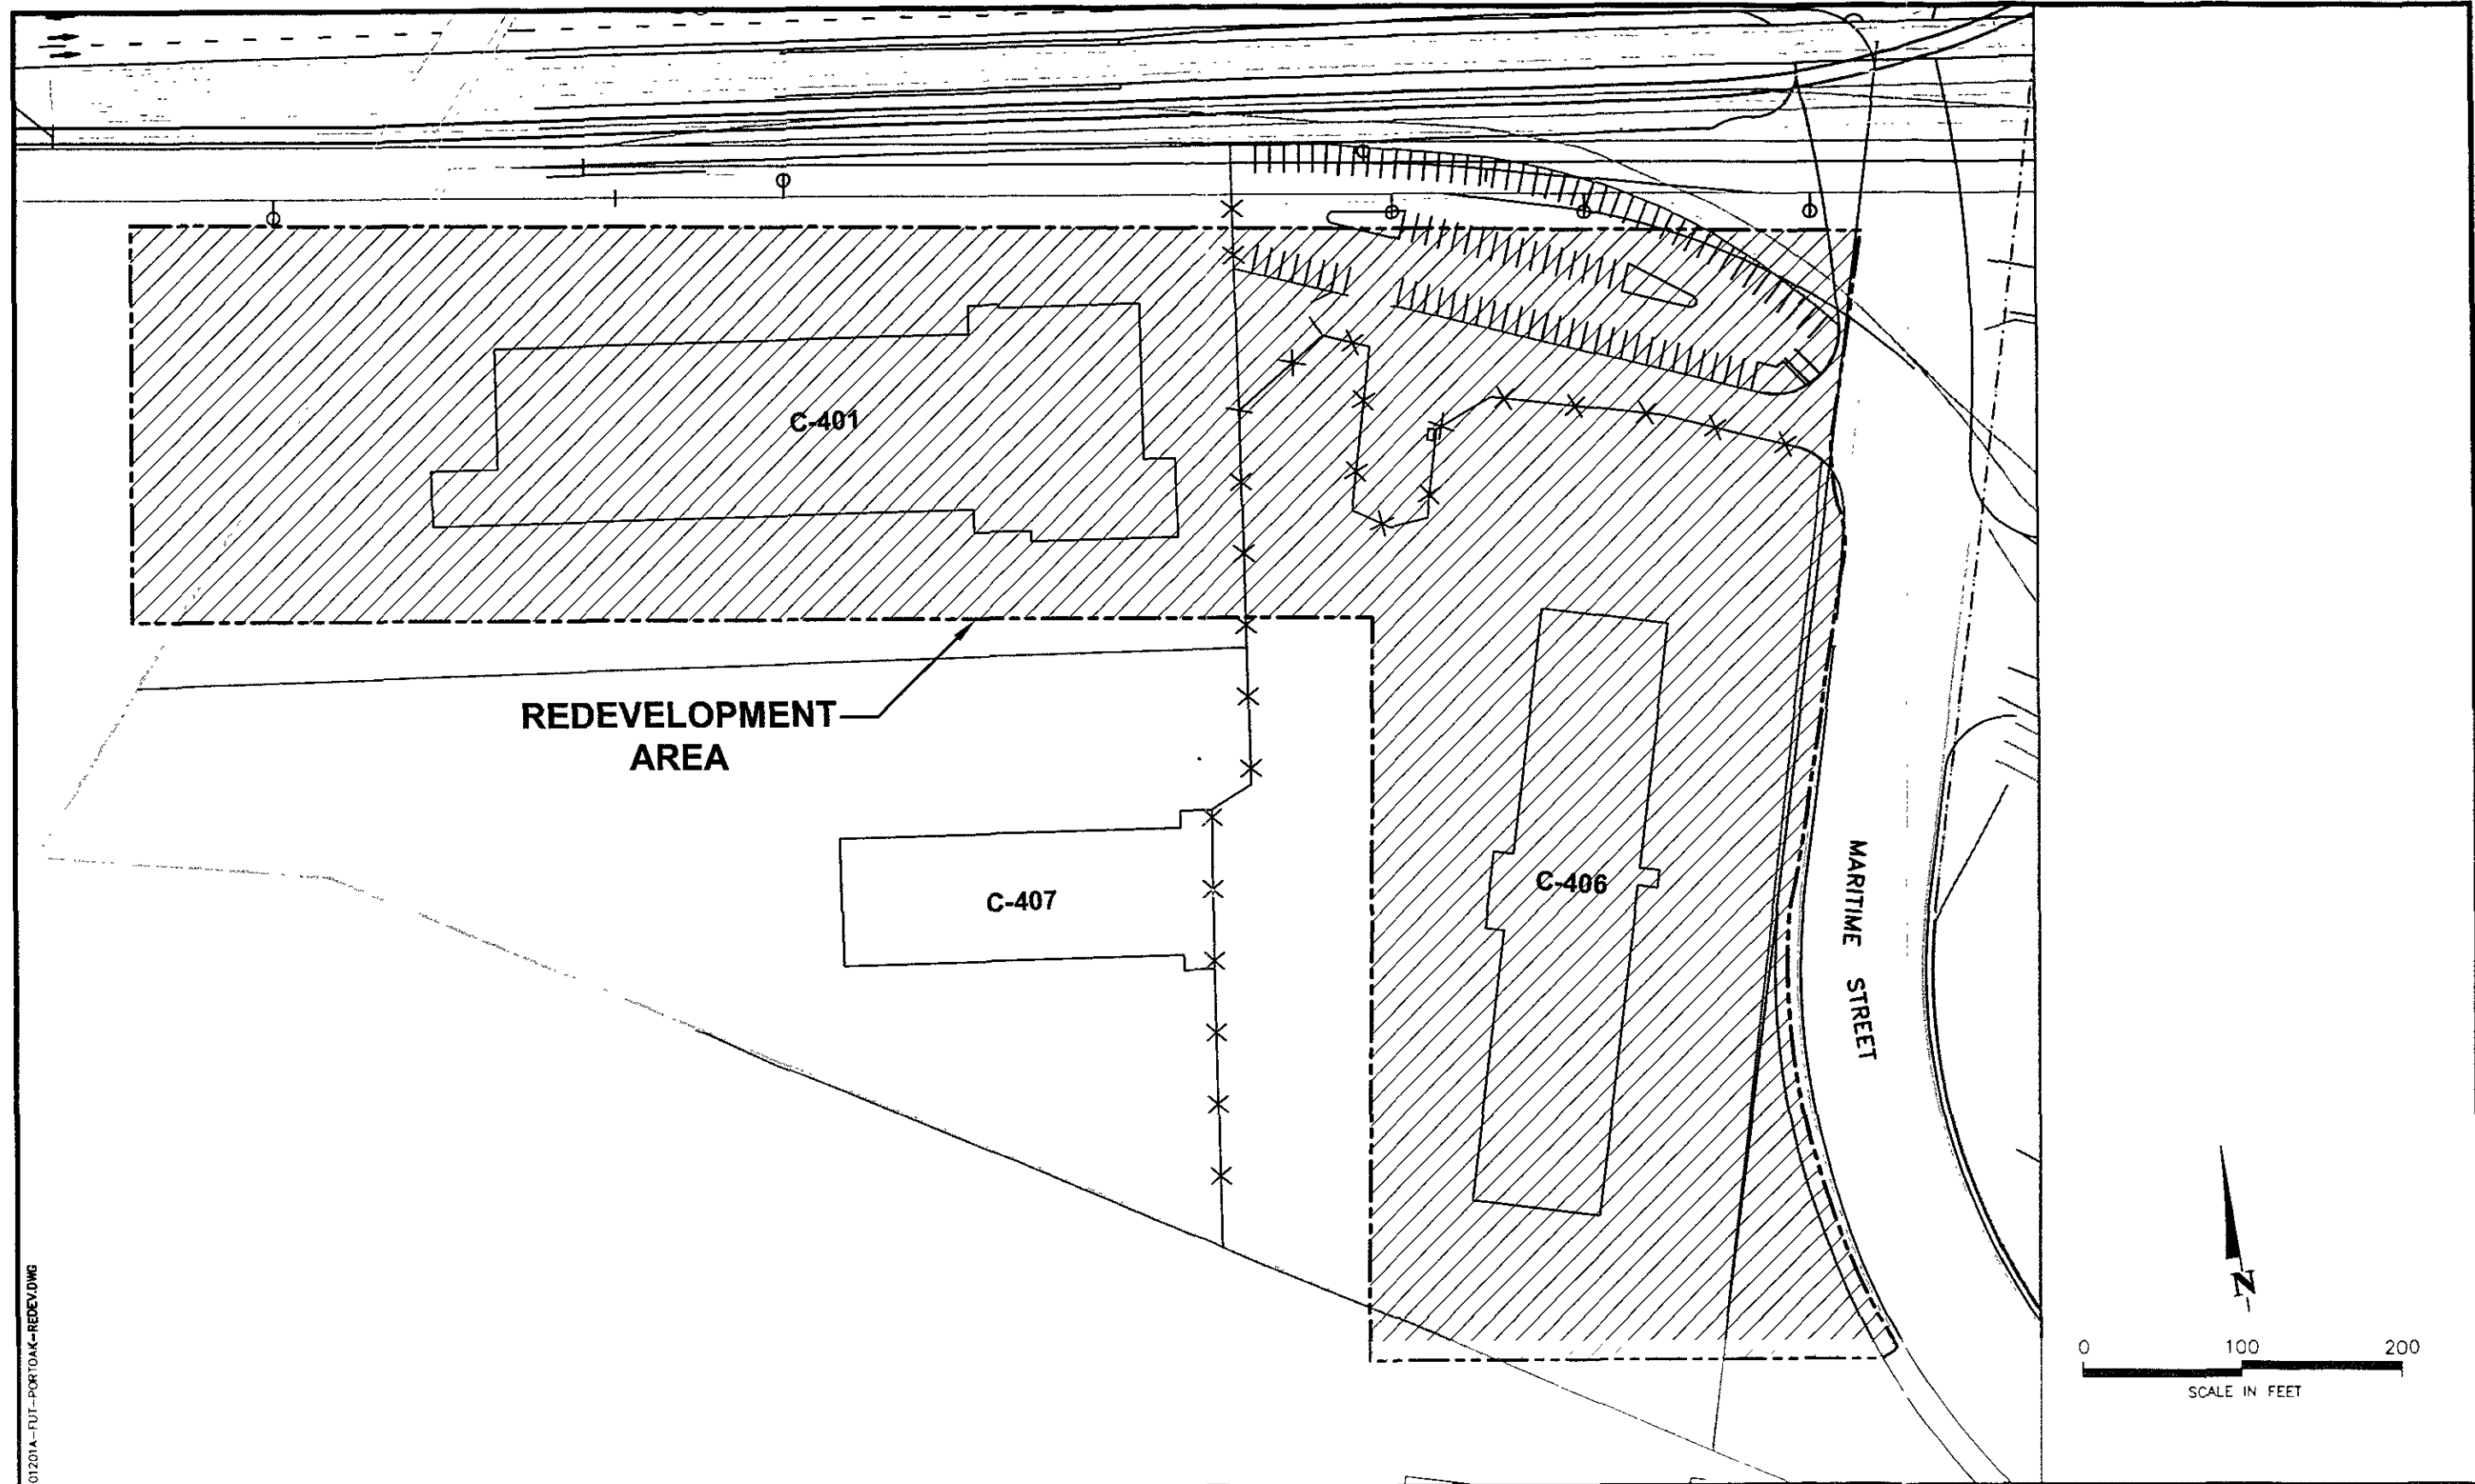 C-401
REDEVELOPMENT
AREA
C-407
C-406
MARITIME STREET
N
0 100 200
SCALE IN FEET
01201A-FUT-PORTOAK-REDEV.DWG